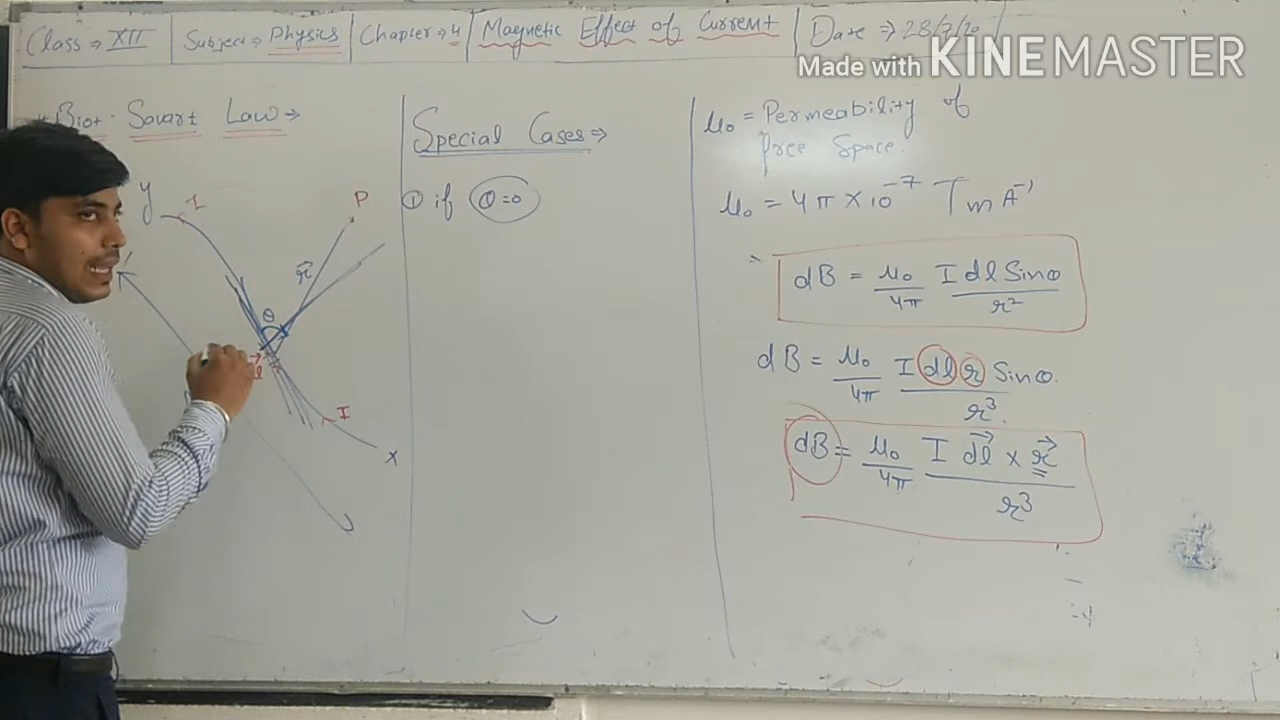 Class ⇒ XII
Subject ⇒ Physics
Chapter ⇒ 4
Magnetic Effect of Current
Date ⇒ 28/7/20
Made with KINEMASTER
Biot-Savart Law ⇒
y
I
P
r⃗
θ
I
x
Special Cases ⇒
① if θ=0
μ₀ = Permeability of
free Space.
μ₀ = 4π × 10⁻⁷ T m A⁻¹
dB = μ₀/4π I dl Sinθ/r²
dB = μ₀/4π I dl r Sinθ/r³
dB = μ₀/4π I dl⃗ × r⃗/r³